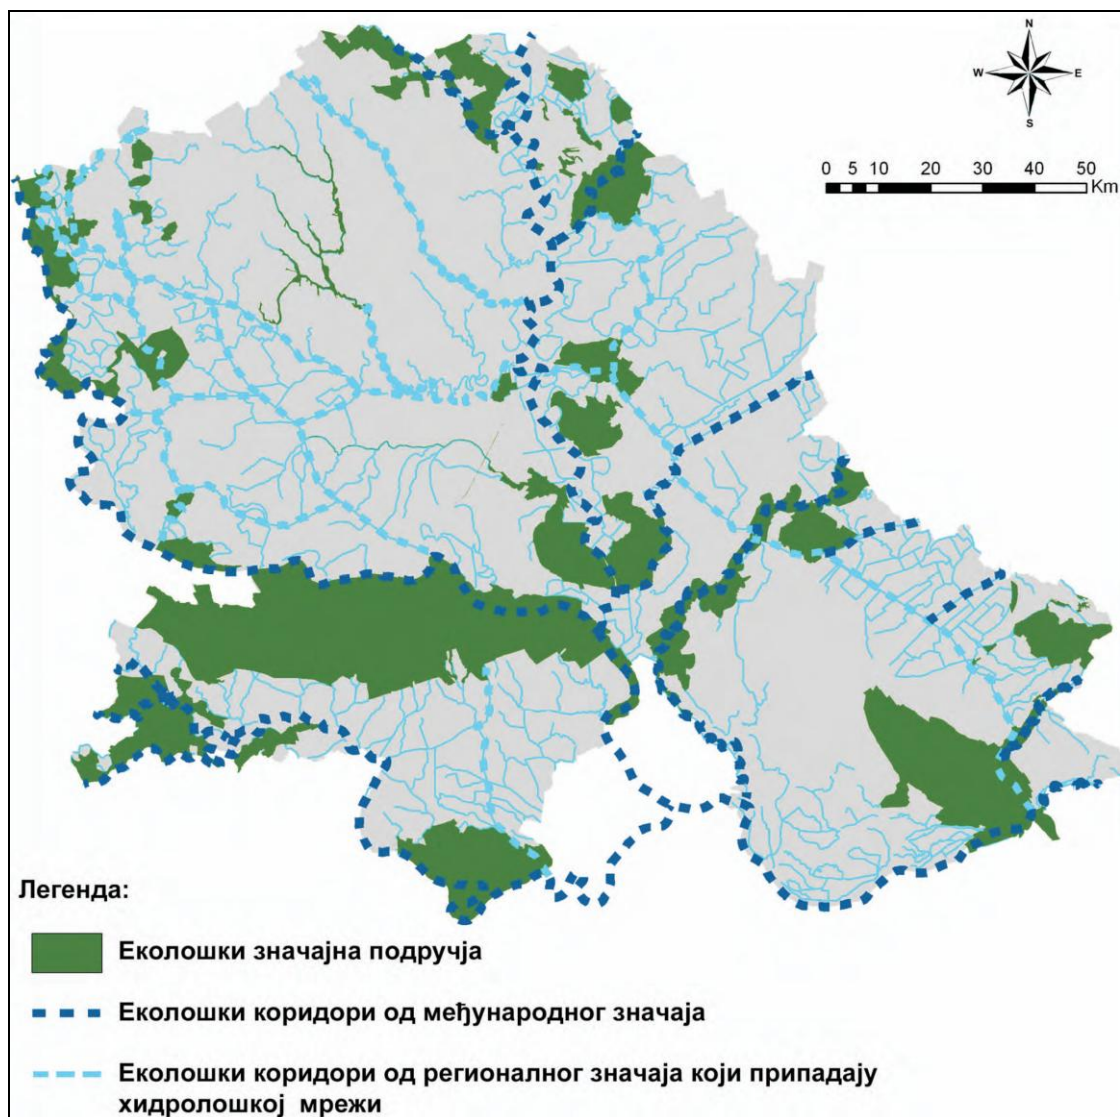 N
W E
S
0 5 10 20 30 40 50
Km
Легенда:
Еколошки значајна подручја
Еколошки коридори од међународног значаја
Еколошки коридори од регионалног значаја који припадају
хидролошкој мрежи